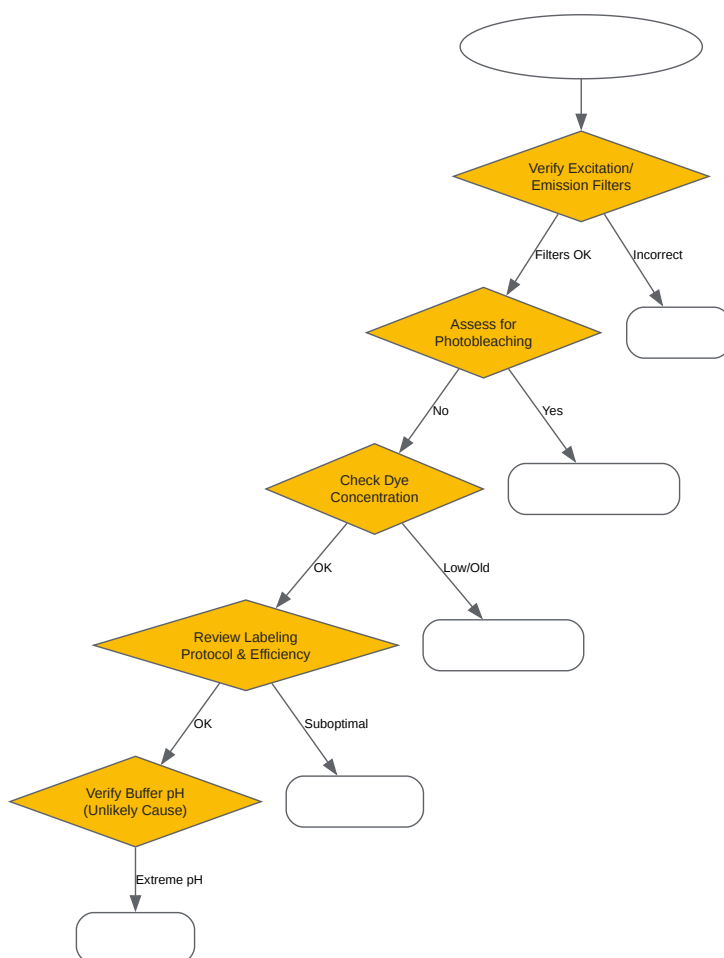 Verify Excitation/
Emission Filters
Filters OK
Incorrect
Assess for
Photobleaching
No
Yes
Check Dye
Concentration
OK
Low/Old
Review Labeling
Protocol & Efficiency
OK
Suboptimal
Verify Buffer pH
(Unlikely Cause)
Extreme pH